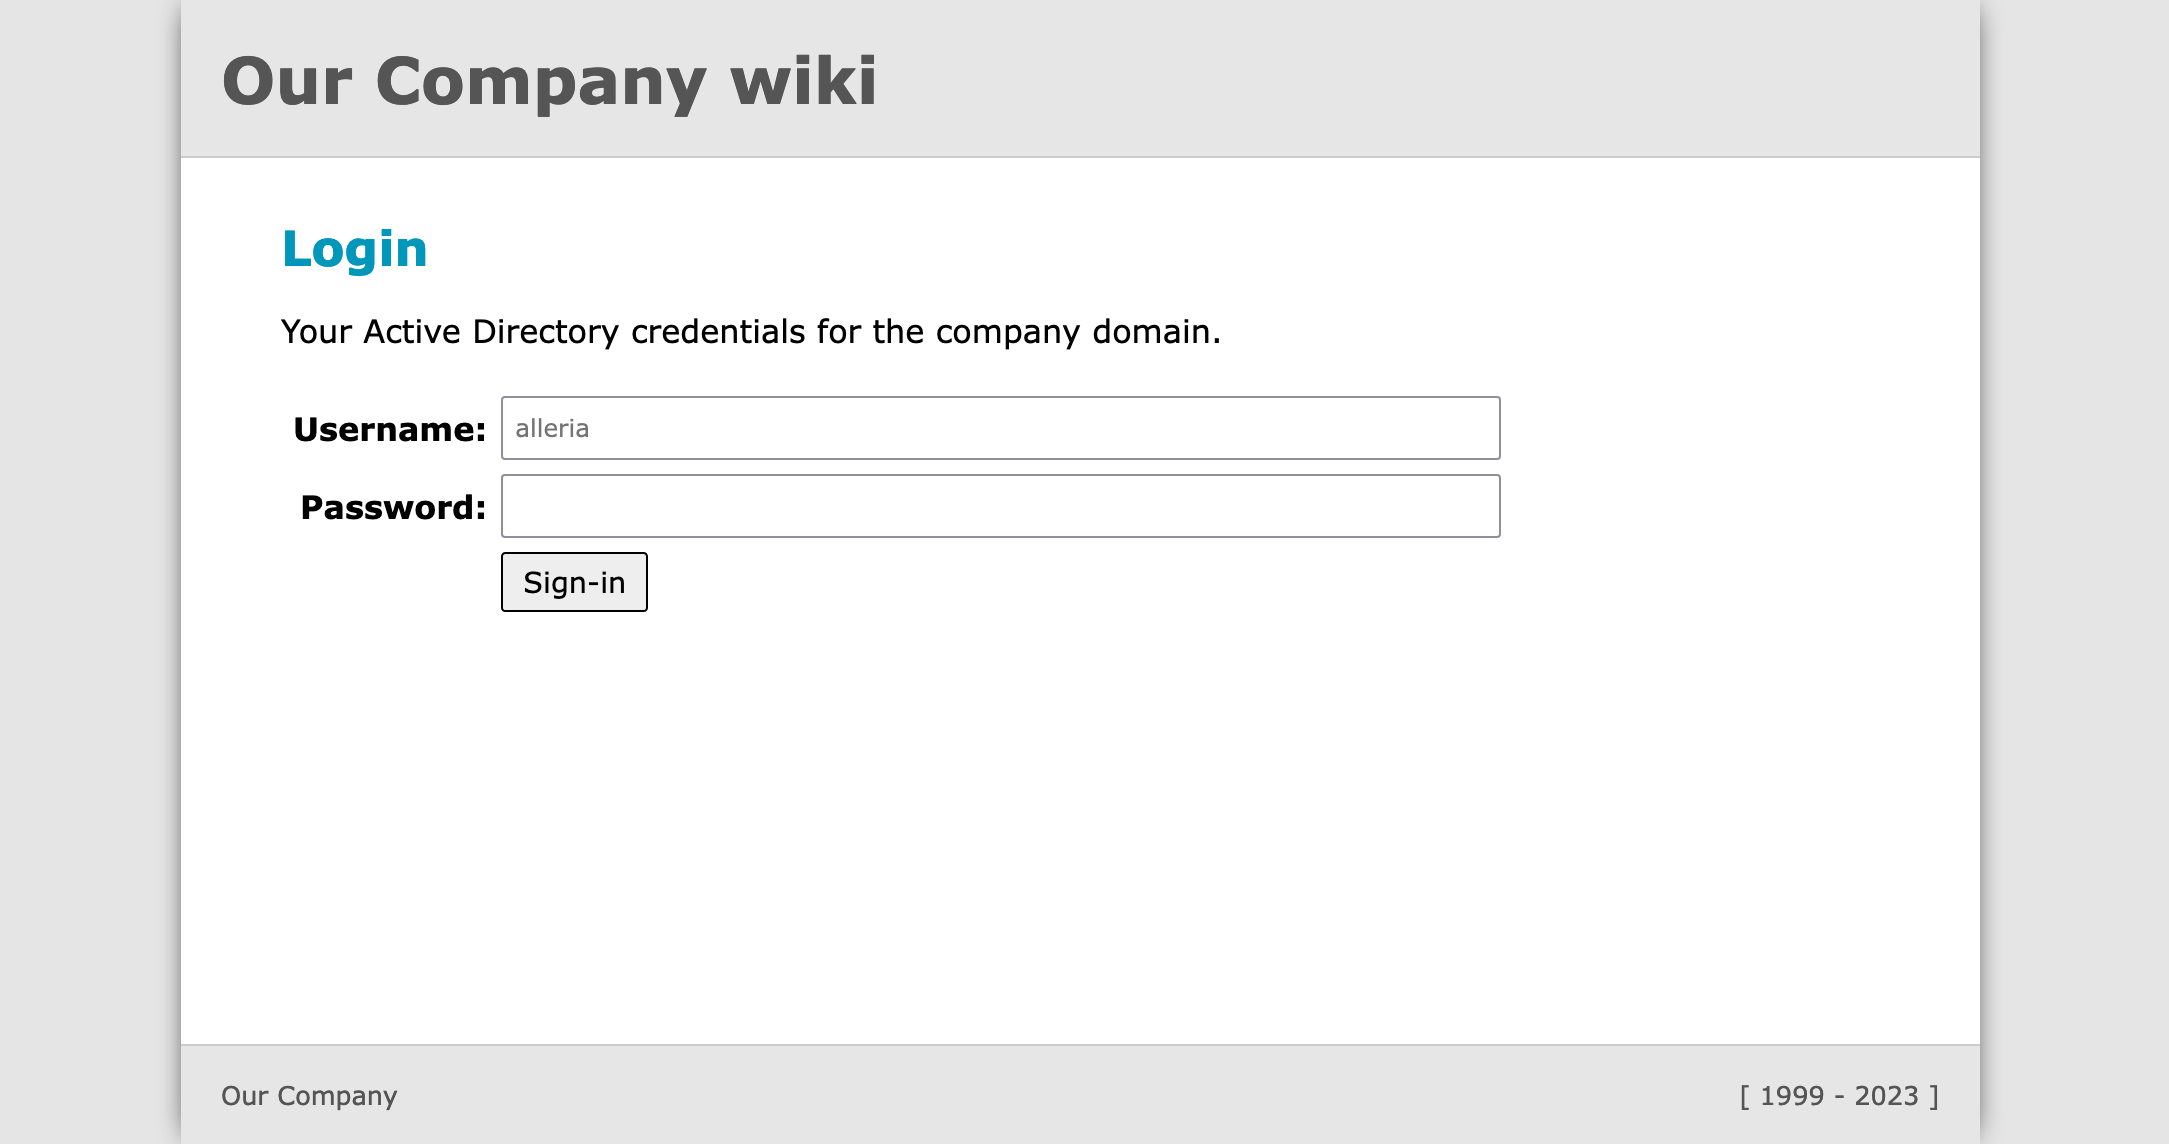 Our Company wiki
Login
Your Active Directory credentials for the company domain.
Username: alleria
Password:
Sign-in
Our Company [ 1999 - 2023 ]